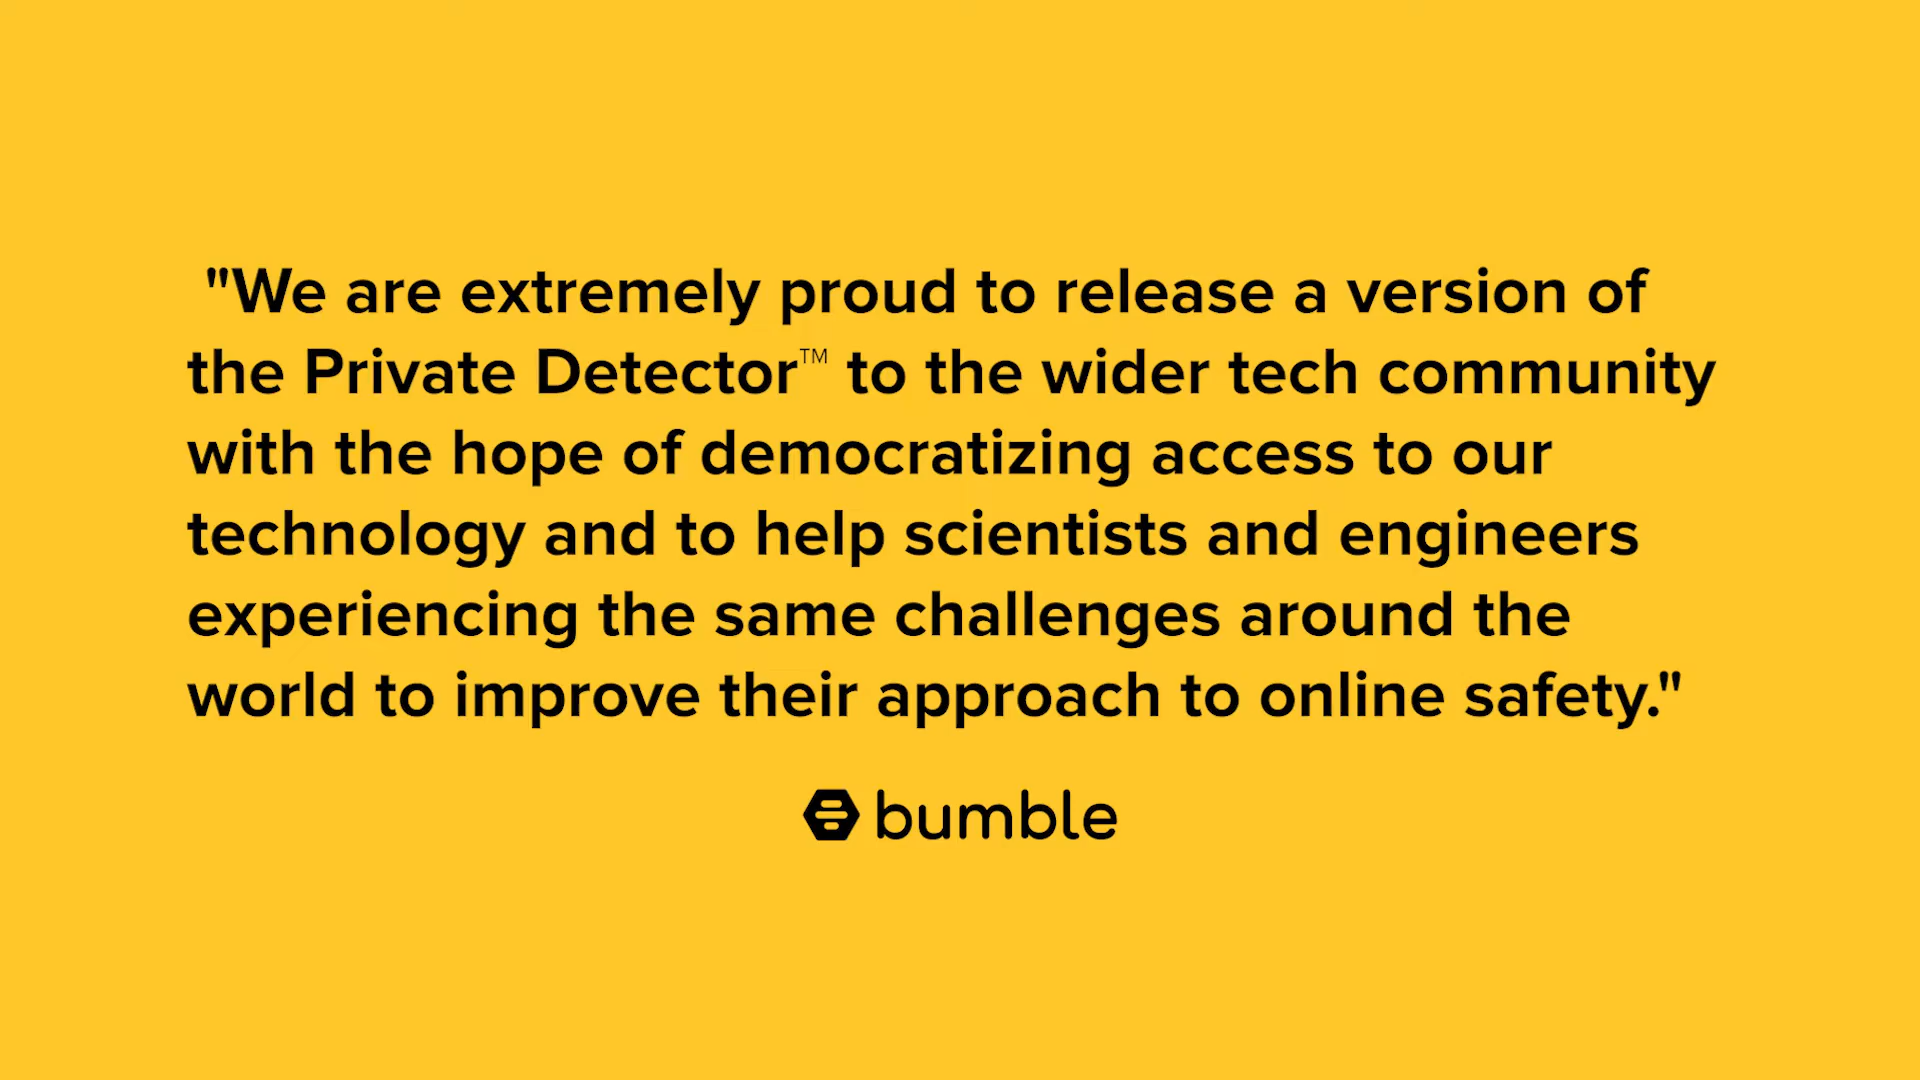 "We are extremely proud to release a version of
the Private Detector™ to the wider tech community
with the hope of democratizing access to our
technology and to help scientists and engineers
experiencing the same challenges around the
world to improve their approach to online safety."
bumble